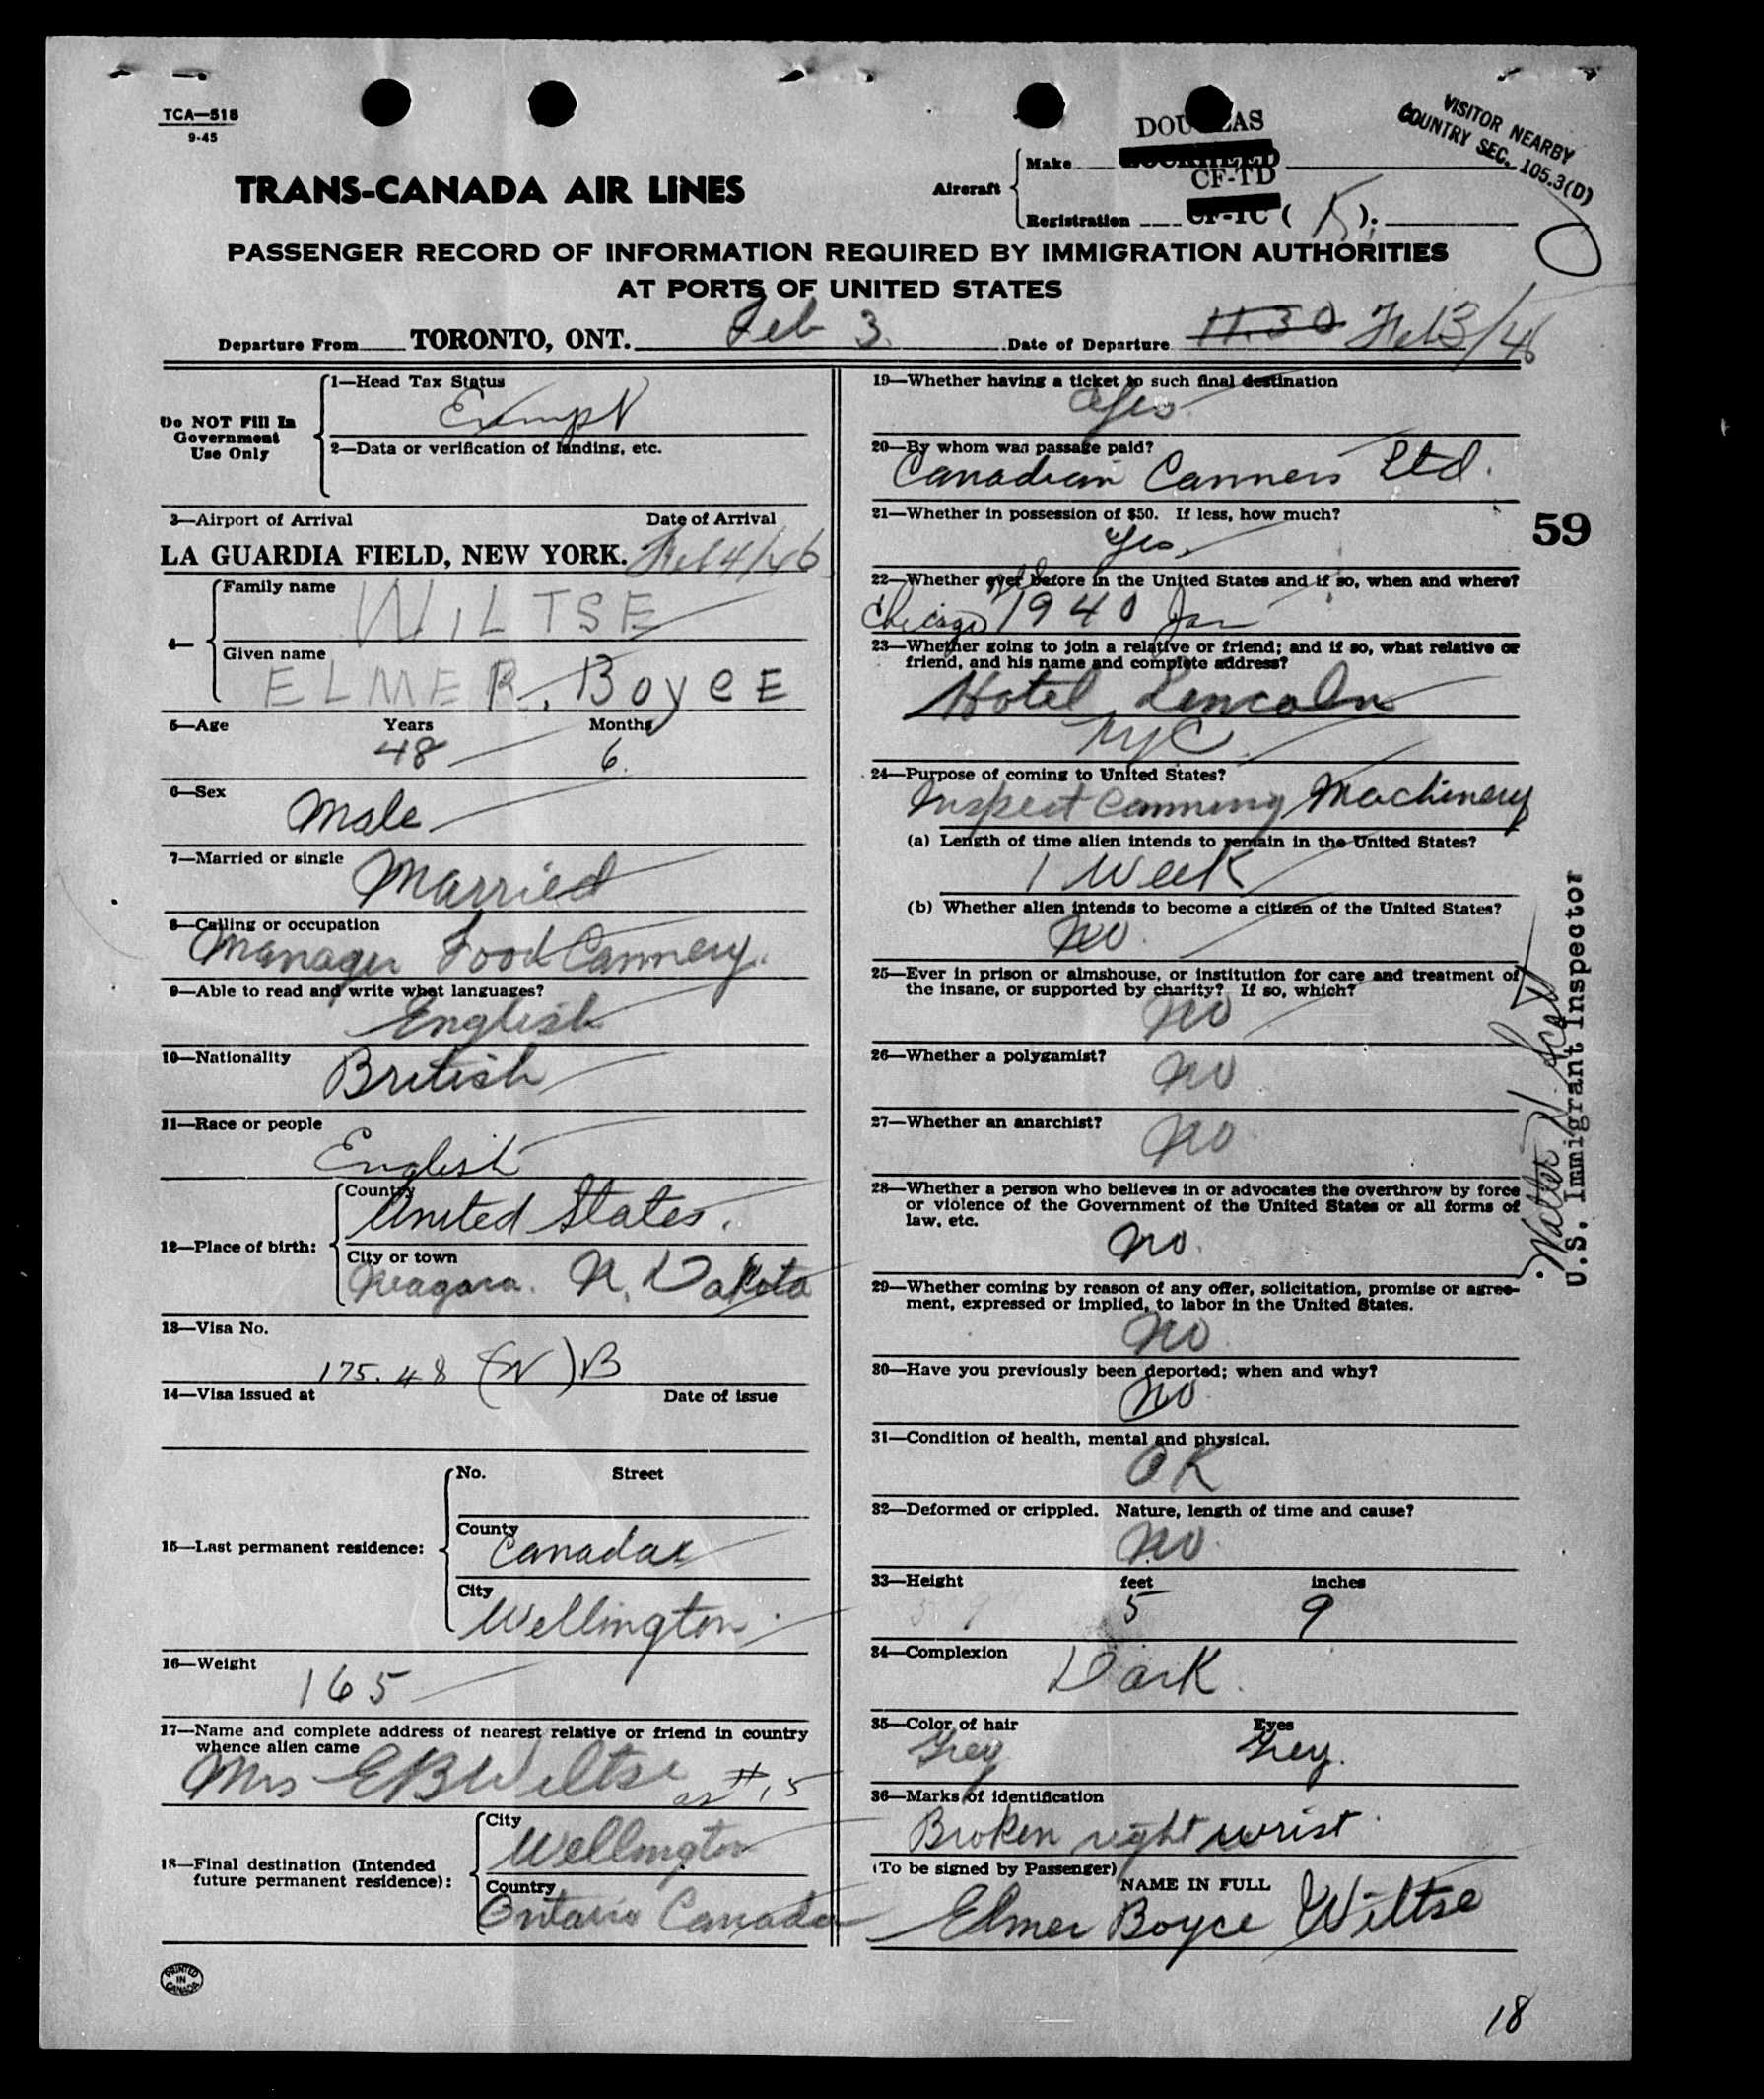 TCA—518
9-45
VISITOR NEARBY
COUNTRY SEC. 105.3(D)
DOUGLAS
Make LOCKHEED
CF-TD
Aircraft
Registration CF-TC ( K );
TRANS-CANADA AIR LINES
PASSENGER RECORD OF INFORMATION REQUIRED BY IMMIGRATION AUTHORITIES
AT PORTS OF UNITED STATES
Departure From TORONTO, ONT. Feb 3. Date of Departure 11.30 Feb 3/46
Do NOT Fill In
Government
Use Only
1—Head Tax Status
Exempt
2—Data or verification of landing, etc.
3—Airport of Arrival Date of Arrival
LA GUARDIA FIELD, NEW YORK. Feb 4/46
4—
Family name
WILTSE
Given name
ELMER. BOYCE
5—Age Years Months
48 6.
6—Sex
Male
7—Married or single
Married
8—Calling or occupation
Manager Food Cannery.
9—Able to read and write what languages?
English
10—Nationality
British
11—Race or people
English
12—Place of birth:
Country
United States.
City or town
Niagara. N. Dakota
13—Visa No.
175.48 ( )B
14—Visa issued at Date of issue
15—Last permanent residence:
No. Street
County
Canada
City
Wellington.
16—Weight
165
17—Name and complete address of nearest relative or friend in country
whence alien came
Mrs E B Wiltse as #15
18—Final destination (Intended
future permanent residence):
City
Wellington
Country
Ontario Canada
PRINTED
IN
CANADA
19—Whether having a ticket to such final destination
Yes
20—By whom was passage paid?
Canadian Canners Ltd.
21—Whether in possession of $50. If less, how much?
Yes.
59
22—Whether ever before in the United States and if so, when and where?
Chicago 1940 Jan
23—Whether going to join a relative or friend; and if so, what relative or
friend, and his name and complete address?
Hotel Lincoln
NYC.
24—Purpose of coming to United States?
Inspect Canning Machinery
(a) Length of time alien intends to remain in the United States?
1 Week
(b) Whether alien intends to become a citizen of the United States?
No.
25—Ever in prison or almshouse, or institution for care and treatment of
the insane, or supported by charity? If so, which?
No
26—Whether a polygamist?
No
27—Whether an anarchist?
No
28—Whether a person who believes in or advocates the overthrow by force
or violence of the Government of the United States or all forms of
law, etc.
No.
29—Whether coming by reason of any offer, solicitation, promise or agree-
ment, expressed or implied, to labor in the United States.
No
30—Have you previously been deported; when and why?
No.
31—Condition of health, mental and physical.
OK
32—Deformed or crippled. Nature, length of time and cause?
No.
33—Height feet inches
5 9 5 9
34—Complexion
Dark.
35—Color of hair Eyes
Grey Grey.
36—Marks of identification
Broken right wrist.
(To be signed by Passenger)
NAME IN FULL
Elmer Boyce Wiltse
Walter
U.S. Immigrant Inspector
18